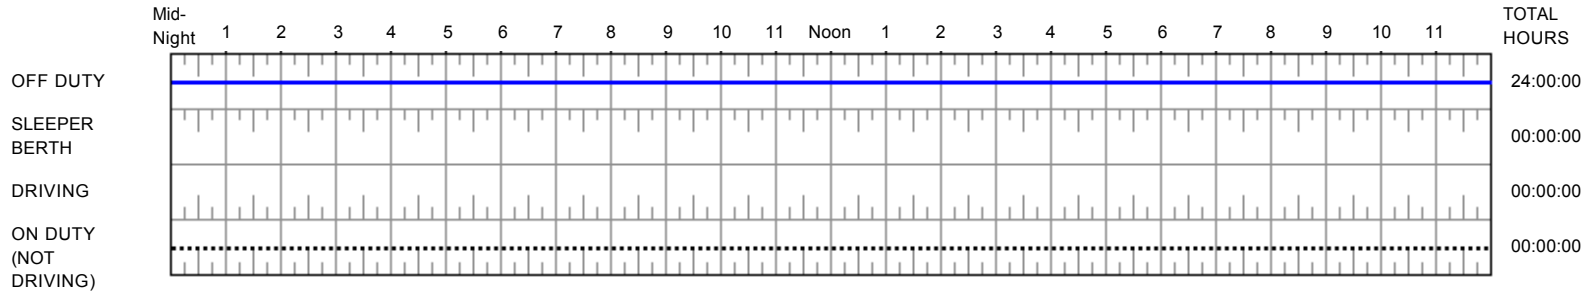 Mid-
Night 1 2 3 4 5 6 7 8 9 10 11 Noon 1 2 3 4 5 6 7 8 9 10 11
TOTAL
HOURS
OFF DUTY 24:00:00
SLEEPER
BERTH 00:00:00
DRIVING 00:00:00
ON DUTY
(NOT
DRIVING) 00:00:00